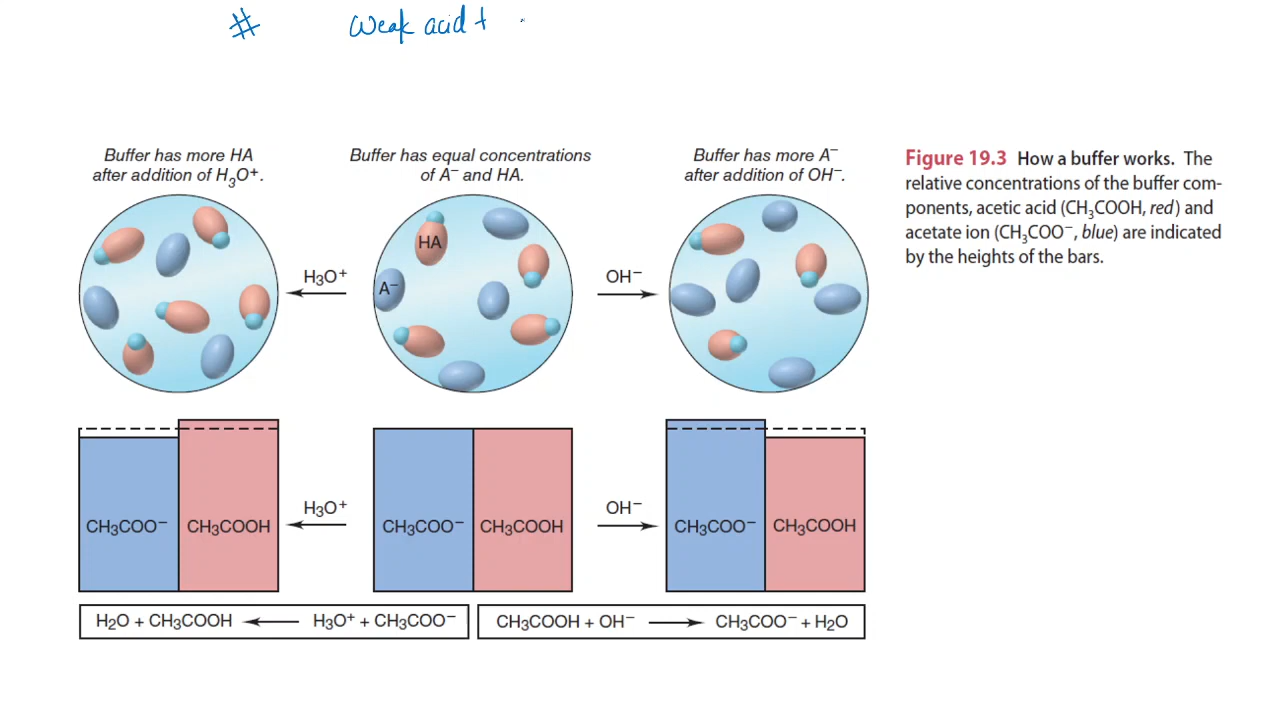 # weak acid +
Buffer has more HA
after addition of H₃O⁺.
Buffer has equal concentrations
of A⁻ and HA.
Buffer has more A⁻
after addition of OH⁻.
Figure 19.3 How a buffer works. The
relative concentrations of the buffer com-
ponents, acetic acid (CH₃COOH, red) and
acetate ion (CH₃COO⁻, blue) are indicated
by the heights of the bars.
HA
A⁻
H₃O⁺
OH⁻
CH₃COO⁻ CH₃COOH
H₃O⁺
CH₃COO⁻ CH₃COOH
OH⁻
CH₃COO⁻ CH₃COOH
H₂O + CH₃COOH ⟵ H₃O⁺ + CH₃COO⁻
CH₃COOH + OH⁻ ⟶ CH₃COO⁻ + H₂O